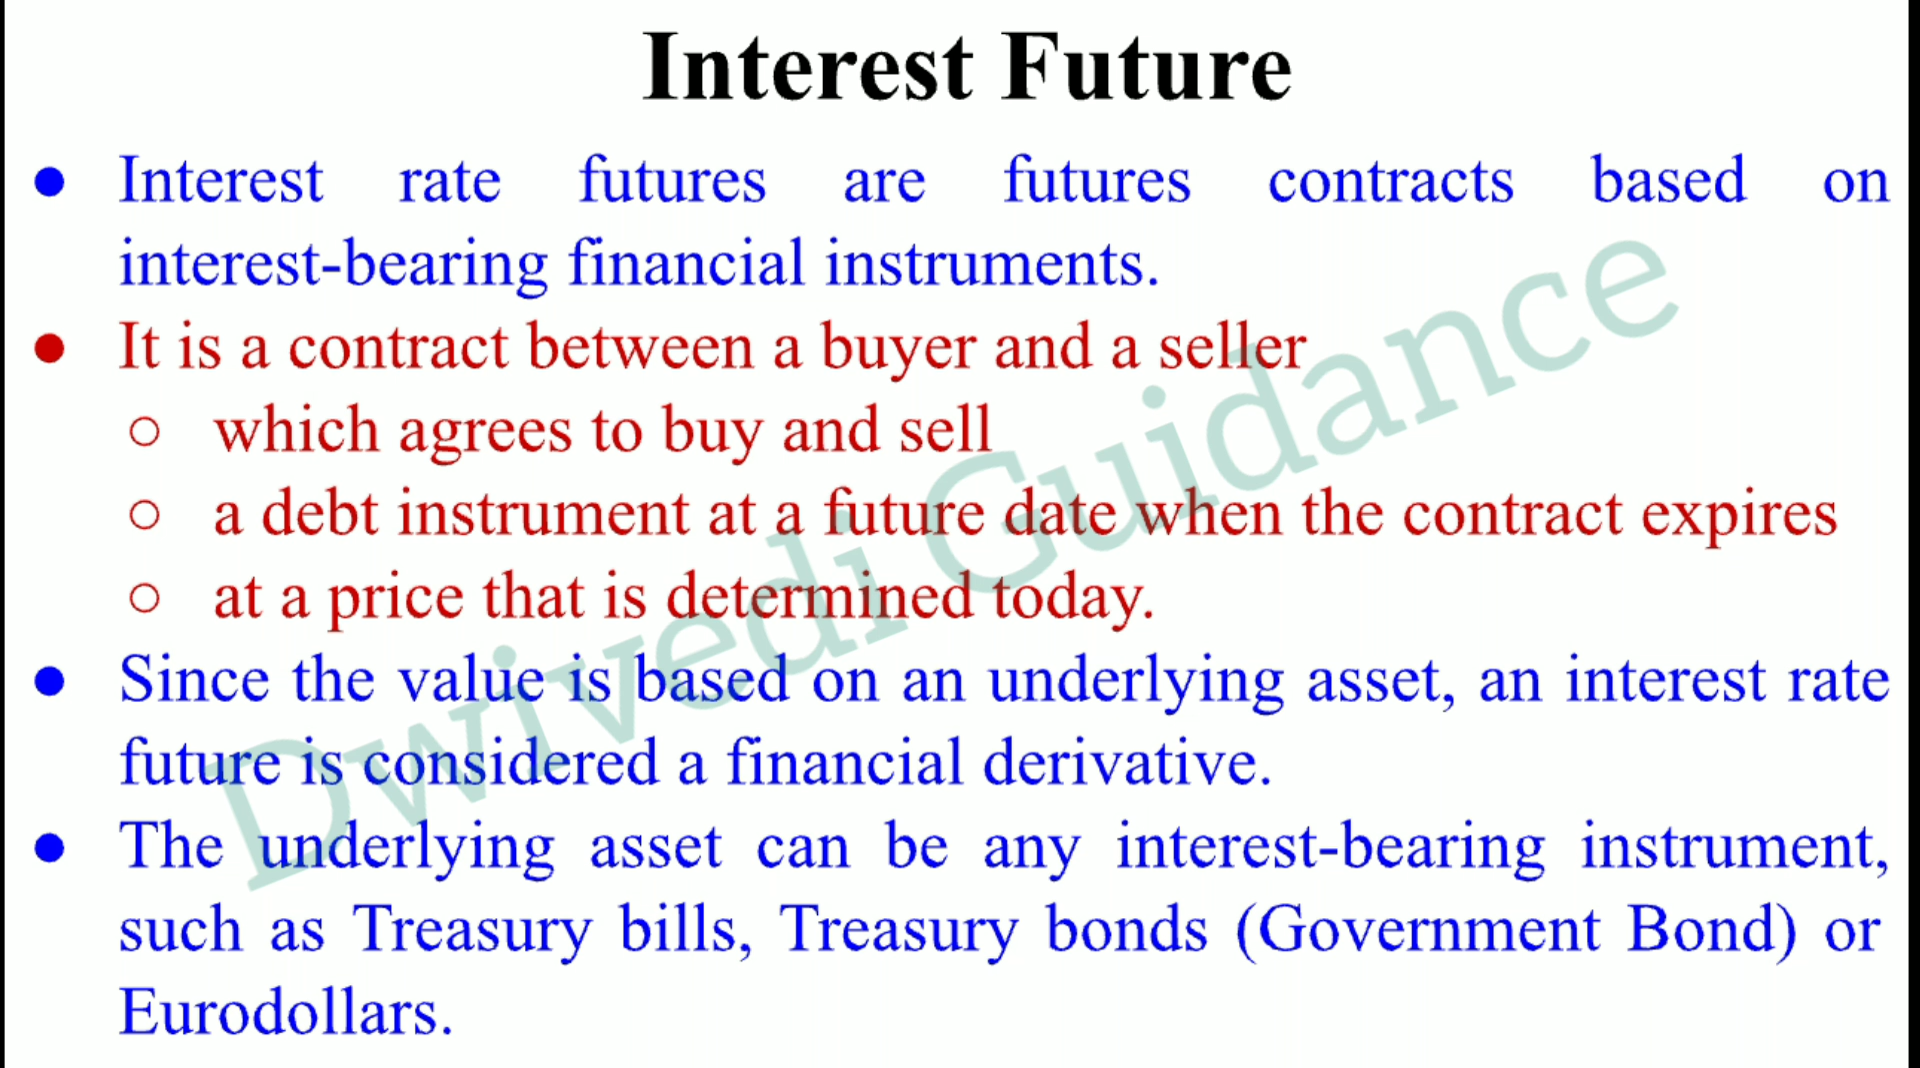 Interest Future
● Interest rate futures are futures contracts based on
interest-bearing financial instruments.
● It is a contract between a buyer and a seller
○ which agrees to buy and sell
○ a debt instrument at a future date when the contract expires
○ at a price that is determined today.
● Since the value is based on an underlying asset, an interest rate
future is considered a financial derivative.
● The underlying asset can be any interest-bearing instrument,
such as Treasury bills, Treasury bonds (Government Bond) or
Eurodollars.
Dwivedi Guidance